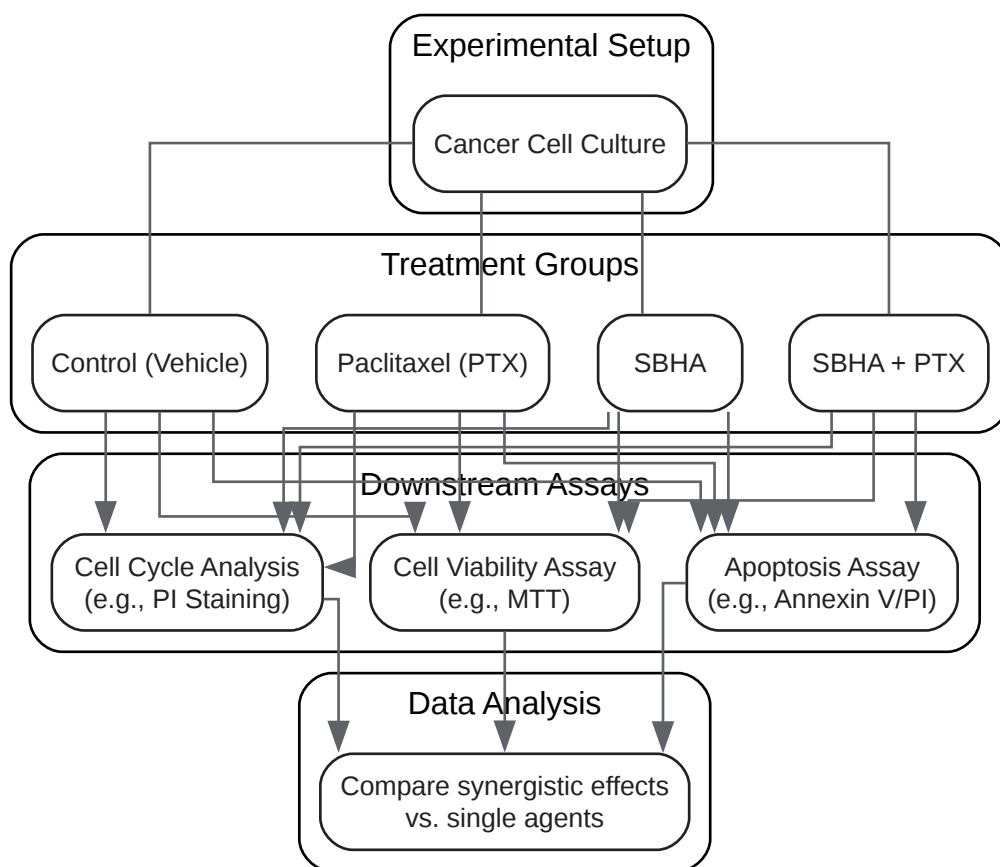 Experimental Setup
Cancer Cell Culture
Treatment Groups
Control (Vehicle)
Paclitaxel (PTX)
SBHA
SBHA + PTX
Downstream Assays
Cell Cycle Analysis
(e.g., PI Staining)
Cell Viability Assay
(e.g., MTT)
Apoptosis Assay
(e.g., Annexin V/PI)
Data Analysis
Compare synergistic effects
vs. single agents